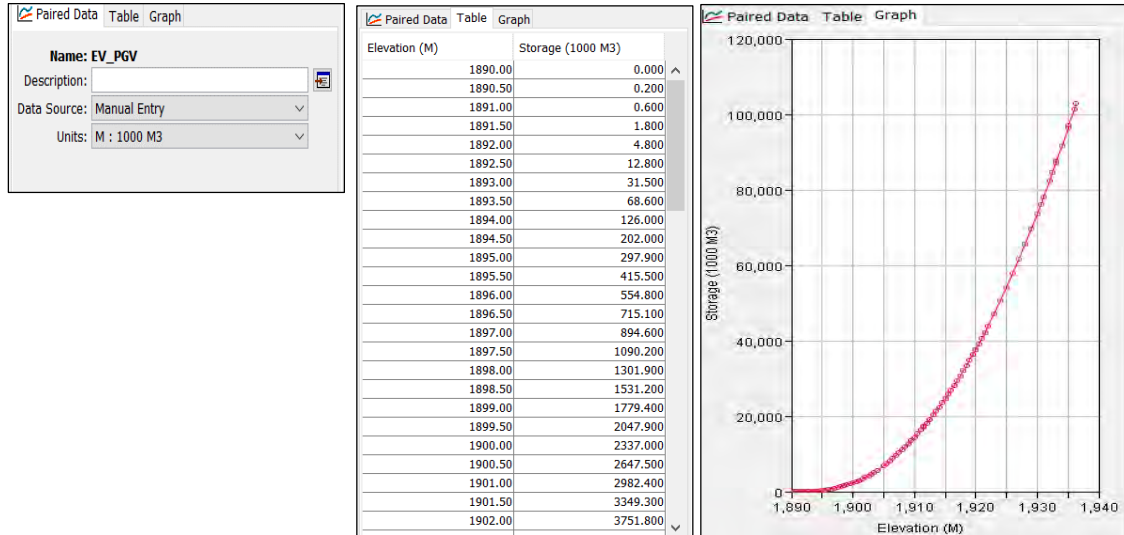 Paired Data Table Graph
Name: EV_PGV
Description:
Data Source: Manual Entry
Units: M : 1000 M3
Paired Data Table Graph
Elevation (M) Storage (1000 M3)
1890.00 0.000
1890.50 0.200
1891.00 0.600
1891.50 1.800
1892.00 4.800
1892.50 12.800
1893.00 31.500
1893.50 68.600
1894.00 126.000
1894.50 202.000
1895.00 297.900
1895.50 415.500
1896.00 554.800
1896.50 715.100
1897.00 894.600
1897.50 1090.200
1898.00 1301.900
1898.50 1531.200
1899.00 1779.400
1899.50 2047.900
1900.00 2337.000
1900.50 2647.500
1901.00 2982.400
1901.50 3349.300
1902.00 3751.800
Paired Data Table Graph
120,000
100,000
80,000
60,000
40,000
20,000
0
Storage (1000 M3)
1,890 1,900 1,910 1,920 1,930 1,940
Elevation (M)